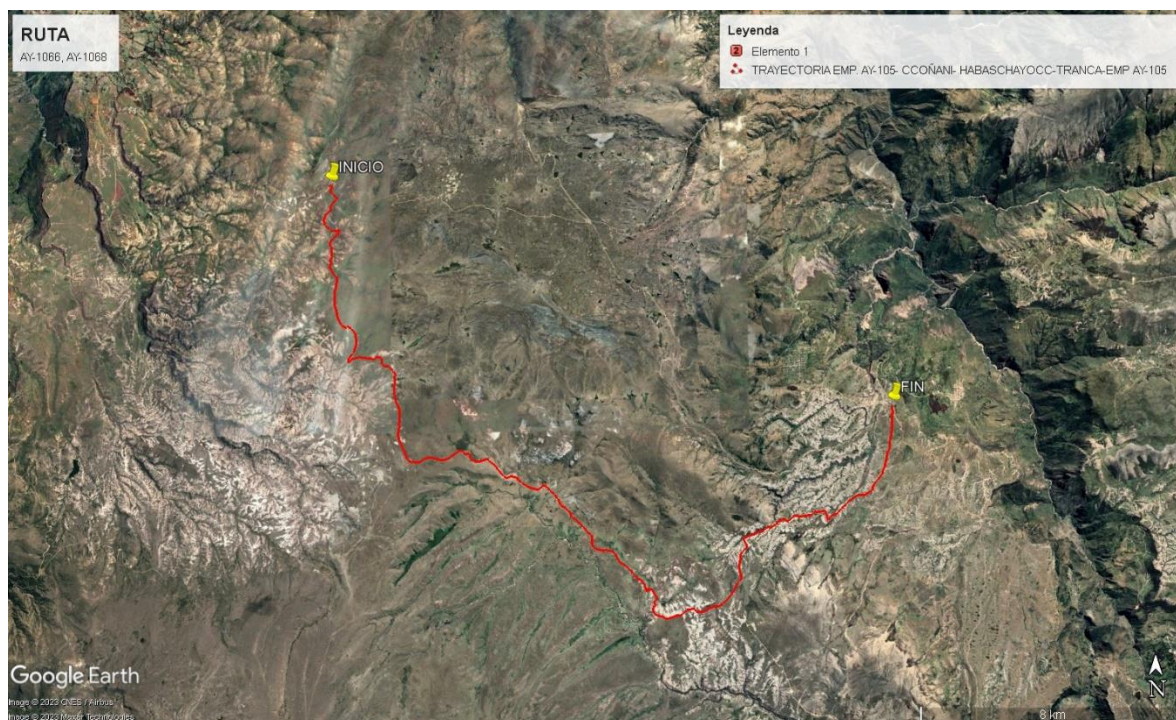 RUTA
AY-1066, AY-1068
Leyenda
2 Elemento 1
TRAYECTORIA EMP. AY-105- CCOÑANI- HABASCHAYOCC-TRANCA-EMP AY-105
INICIO
FIN
Google Earth
Image © 2023 CNES / Airbus
Image © 2023 Maxar Technologies
8 km
N